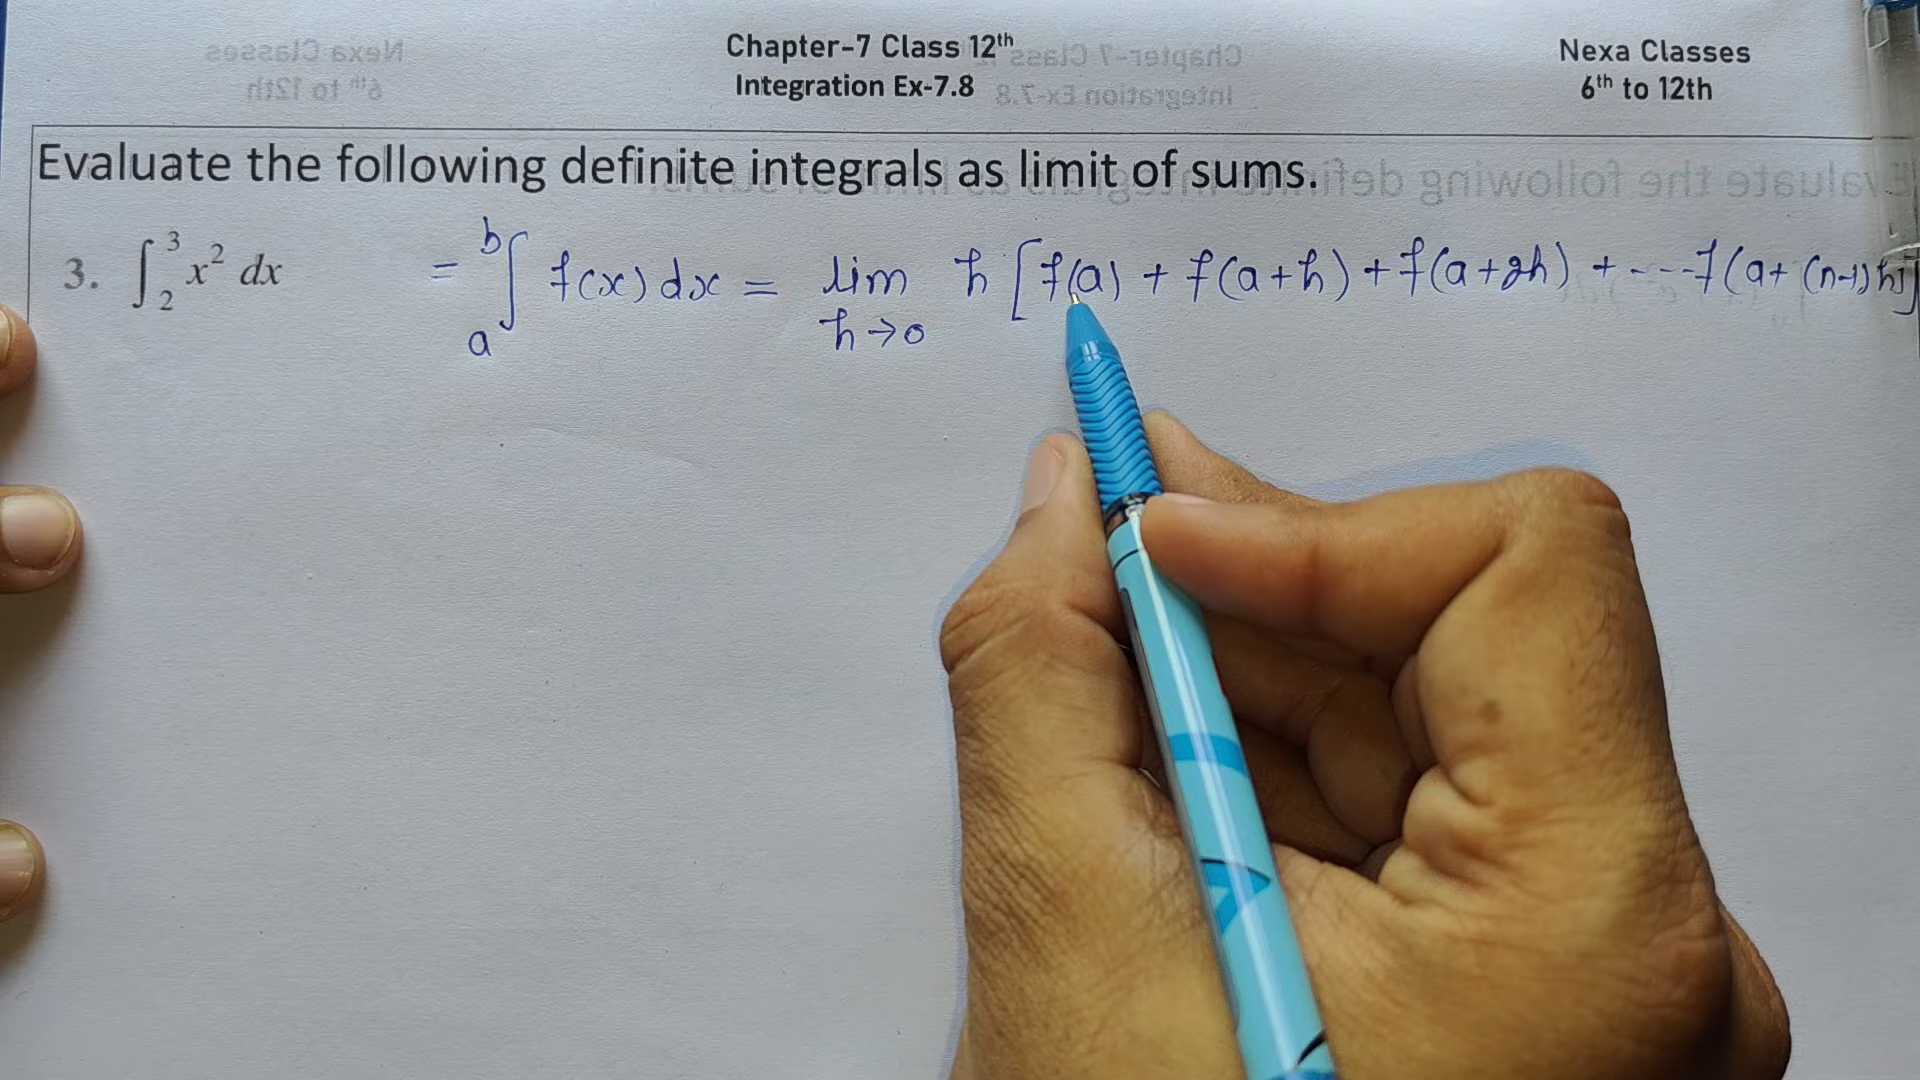 Chapter-7 Class 12th
Integration Ex-7.8
Nexa Classes
6th to 12th
Evaluate the following definite integrals as limit of sums.
3. ∫₂³ x² dx = ₐ∫ᵇ f(x) dx = lim h→0 h [f(a) + f(a+h) + f(a+2h) + ---f(a+(n-1)h]